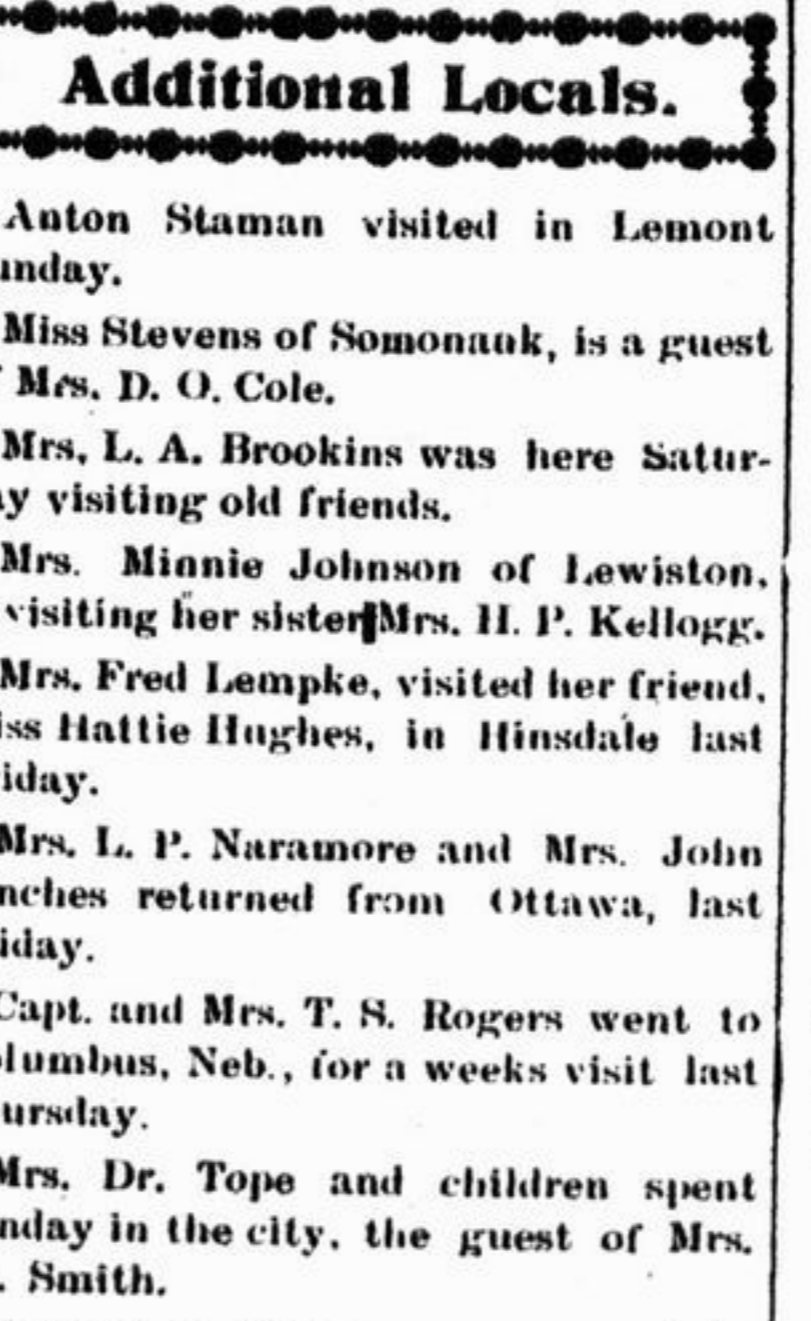 Additional Locals.
Anton Staman visited in Lemont
unday.
Miss Stevens of Somonauk, is a guest
Mrs. D. O. Cole.
Mrs, L. A. Brookins was here Satur-
ay visiting old friends.
Mrs. Minnie Johnson of Lewiston,
visiting her sister Mrs. H. P. Kellogg.
Mrs. Fred Lempke, visited her friend,
iss Hattie Hughes, in Hinsdale last
iday.
Mrs. L. P. Naramore and Mrs. John
nches returned from Ottawa, last
iday.
Capt. and Mrs. T. S. Rogers went to
olumbus, Neb., for a weeks visit last
ursday.
Mrs. Dr. Tope and children spent
nday in the city, the guest of Mrs.
. Smith.